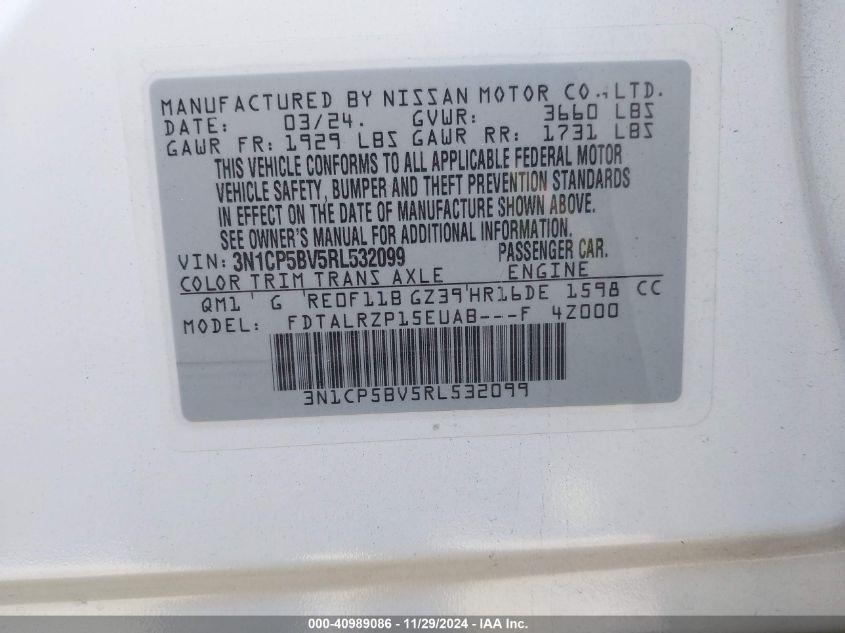 MANUFACTURED BY NISSAN MOTOR CO.,LTD.
DATE: 03/24. GVWR: 3660 LBS
GAWR FR: 1929 LBS GAWR RR: 1731 LBS
THIS VEHICLE CONFORMS TO ALL APPLICABLE FEDERAL MOTOR
VEHICLE SAFETY, BUMPER AND THEFT PREVENTION STANDARDS
IN EFFECT ON THE DATE OF MANUFACTURE SHOWN ABOVE.
SEE OWNER'S MANUAL FOR ADDITIONAL INFORMATION.
VIN: 3N1CP5BV5RL532099 PASSENGER CAR.
COLOR TRIM TRANS AXLE ENGINE
QM1 G RE0F11B GZ39 HR16DE 1598 CC
MODEL: FDTALRZP15EUAB---F 4Z000
3N1CP5BV5RL532099
000-40989086 - 11/29/2024 - IAA Inc.